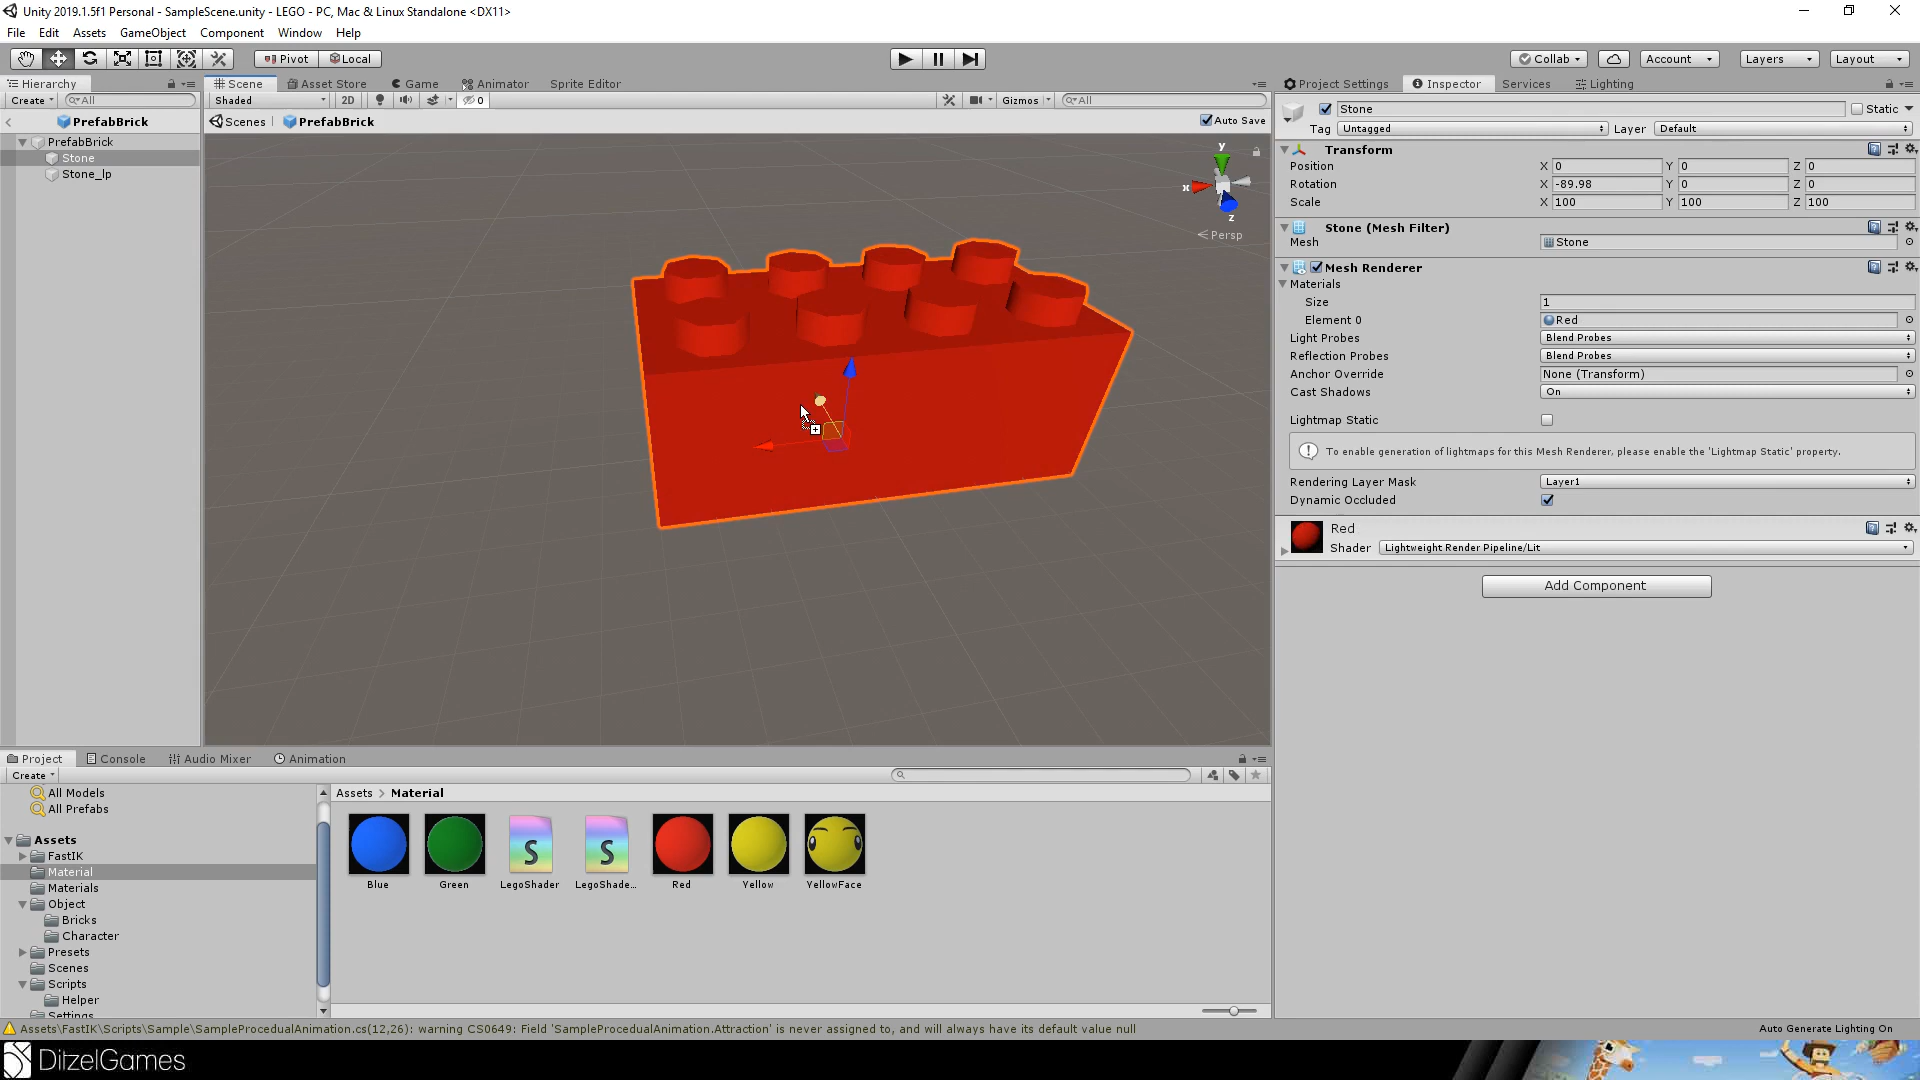 Unity 2019.1.5f1 Personal - SampleScene.unity - LEGO - PC, Mac & Linux Standalone <DX11>
File Edit Assets GameObject Component Window Help
Pivot Local Collab Account Layers Layout
Hierarchy
Create All
PrefabBrick
PrefabBrick
Stone
Stone_lp
Scene Asset Store Game Animator Sprite Editor
Shaded 2D 0 Gizmos All
Scenes PrefabBrick Auto Save
y
x
z
Persp
Project Settings Inspector Services Lighting
Stone Static
Tag Untagged Layer Default
Transform
Position X 0 Y 0 Z 0
Rotation X -89.98 Y 0 Z 0
Scale X 100 Y 100 Z 100
Stone (Mesh Filter)
Mesh Stone
Mesh Renderer
Materials
Size 1
Element 0 Red
Light Probes Blend Probes
Reflection Probes Blend Probes
Anchor Override None (Transform)
Cast Shadows On
Lightmap Static
To enable generation of lightmaps for this Mesh Renderer, please enable the 'Lightmap Static' property.
Rendering Layer Mask Layer1
Dynamic Occluded
Red
Shader Lightweight Render Pipeline/Lit
Add Component
Project Console Audio Mixer Animation
Create
All Models
All Prefabs
Assets
FastIK
Material
Materials
Object
Bricks
Character
Presets
Scenes
Scripts
Helper
Settings
Assets > Material
Blue Green LegoShader LegoShade... Red Yellow YellowFace
S S
Assets\FastIK\Scripts\Sample\SampleProcedualAnimation.cs(12,26): warning CS0649: Field 'SampleProcedualAnimation.Attraction' is never assigned to, and will always have its default value null
Auto Generate Lighting On
DitzelGames